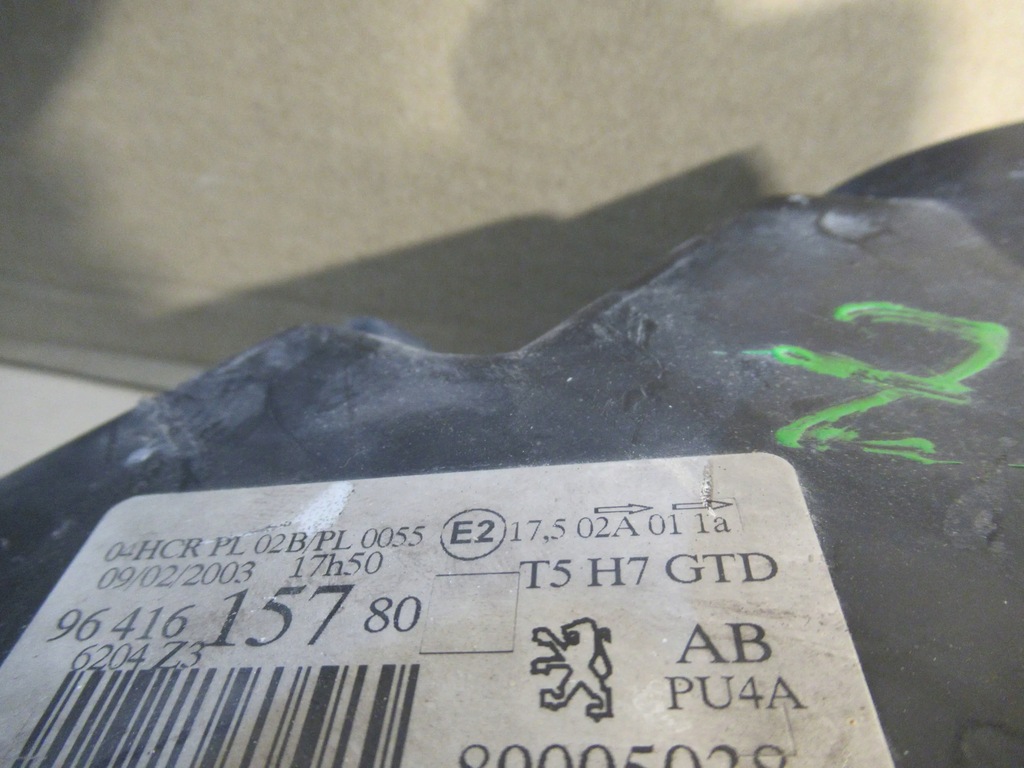 2
04HCR PL 02B/PL 0055 E2 17,5 02A 01 1a
09/02/2003 17h50
T5 H7 GTD
96 416 157 80
6204 Z3
AB
PU4A